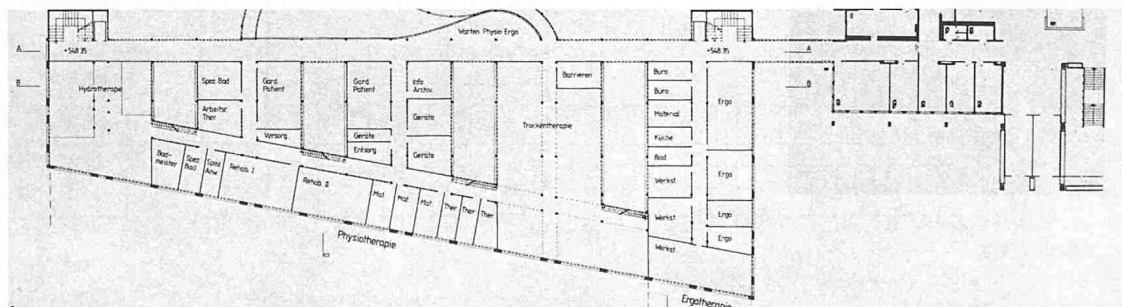 Warten Physio Ergo
+548.35
+548.35
A
A
B
B
Hydrotherapie
Spez. Bad
Arbeitsr. Ther.
Gard. Patient
Versorg.
Gard. Patient
Geräte
Entsorg.
Info Archiv.
Geräte
Geräte
Trockentherapie
Barrieren
Büro
Büro
Material
Küche
Bad
Werkst.
Werkst.
Werkst.
Ergo
Ergo
Ergo
Ergo
Bad-
meister
Spez.
Bad
Spez.
Anw.
Rehab. I
Rehab. II
Mat.
Mat.
Mat.
Ther.
Ther.
Ther.
Physiotherapie
Ergotherapie